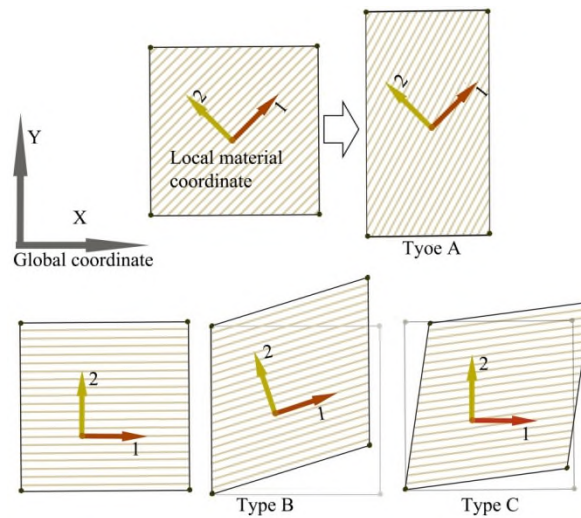 2
1
Local material
coordinate
2
1
Tyoe A
Y
X
Global coordinate
2
1
2
1
Type B
2
1
Type C